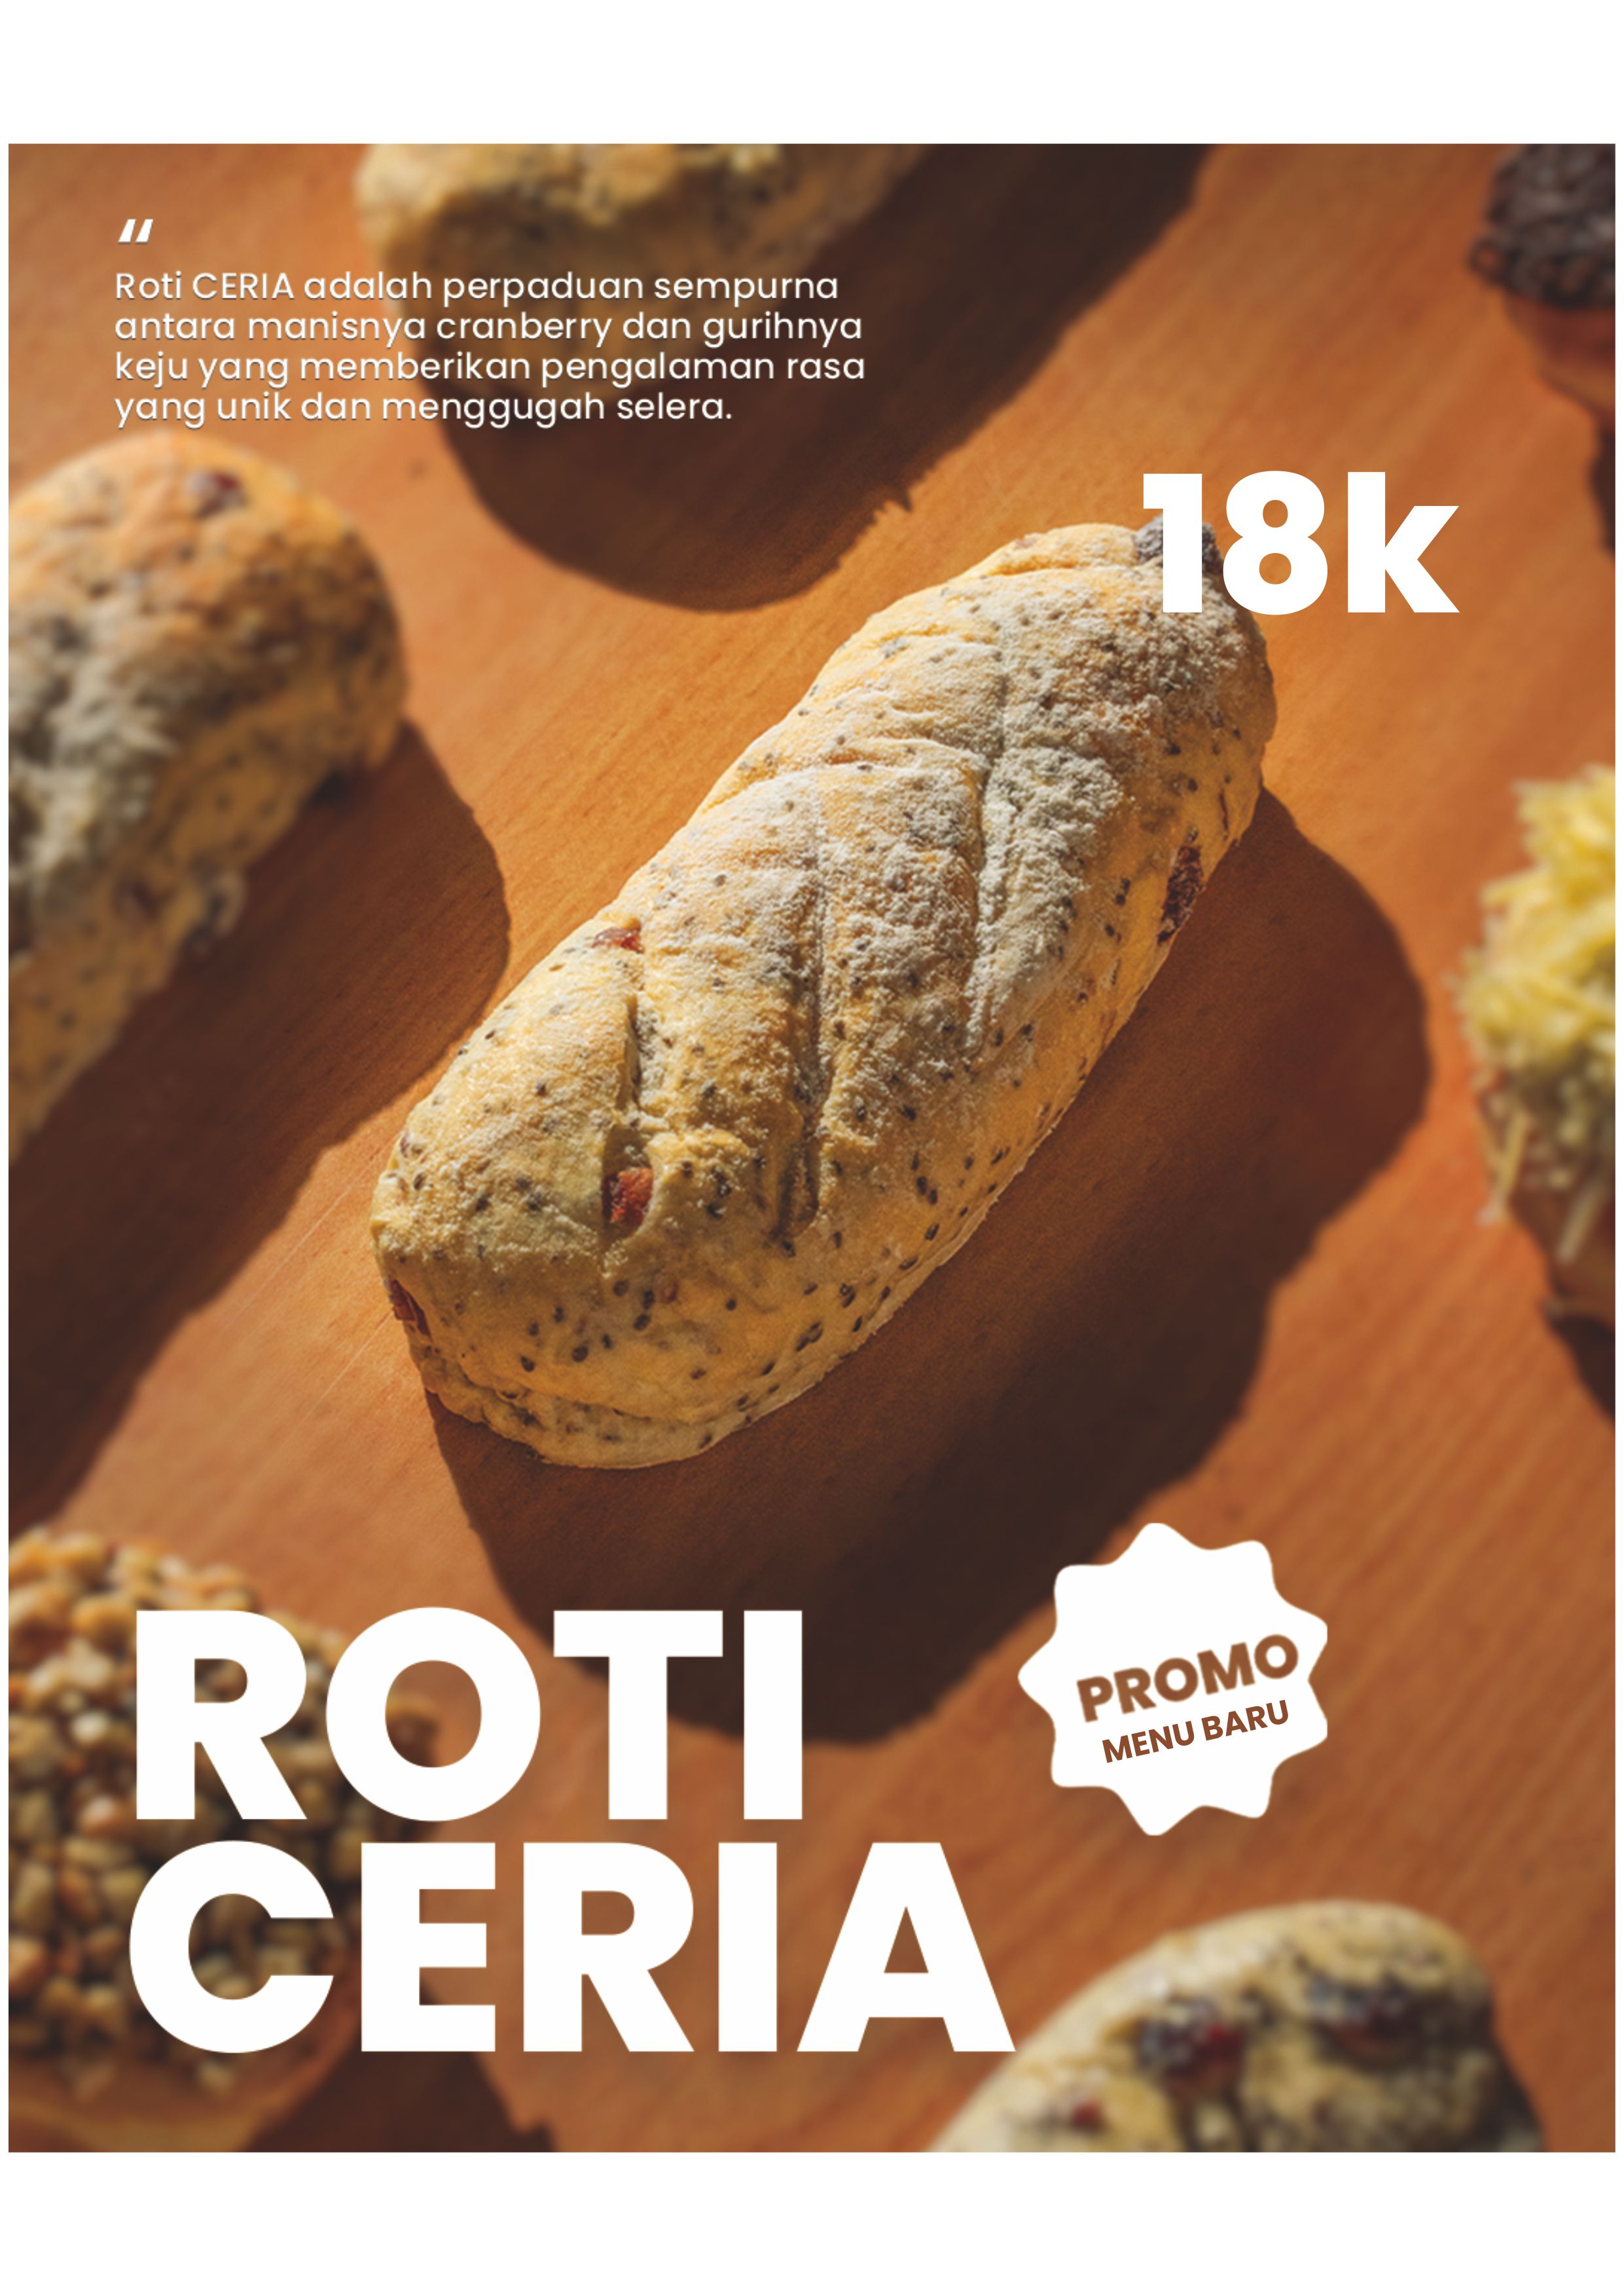 “
Roti CERIA adalah perpaduan sempurna
antara manisnya cranberry dan gurihnya
keju yang memberikan pengalaman rasa
yang unik dan menggugah selera.
18k
ROTI
CERIA
PROMO
MENU BARU